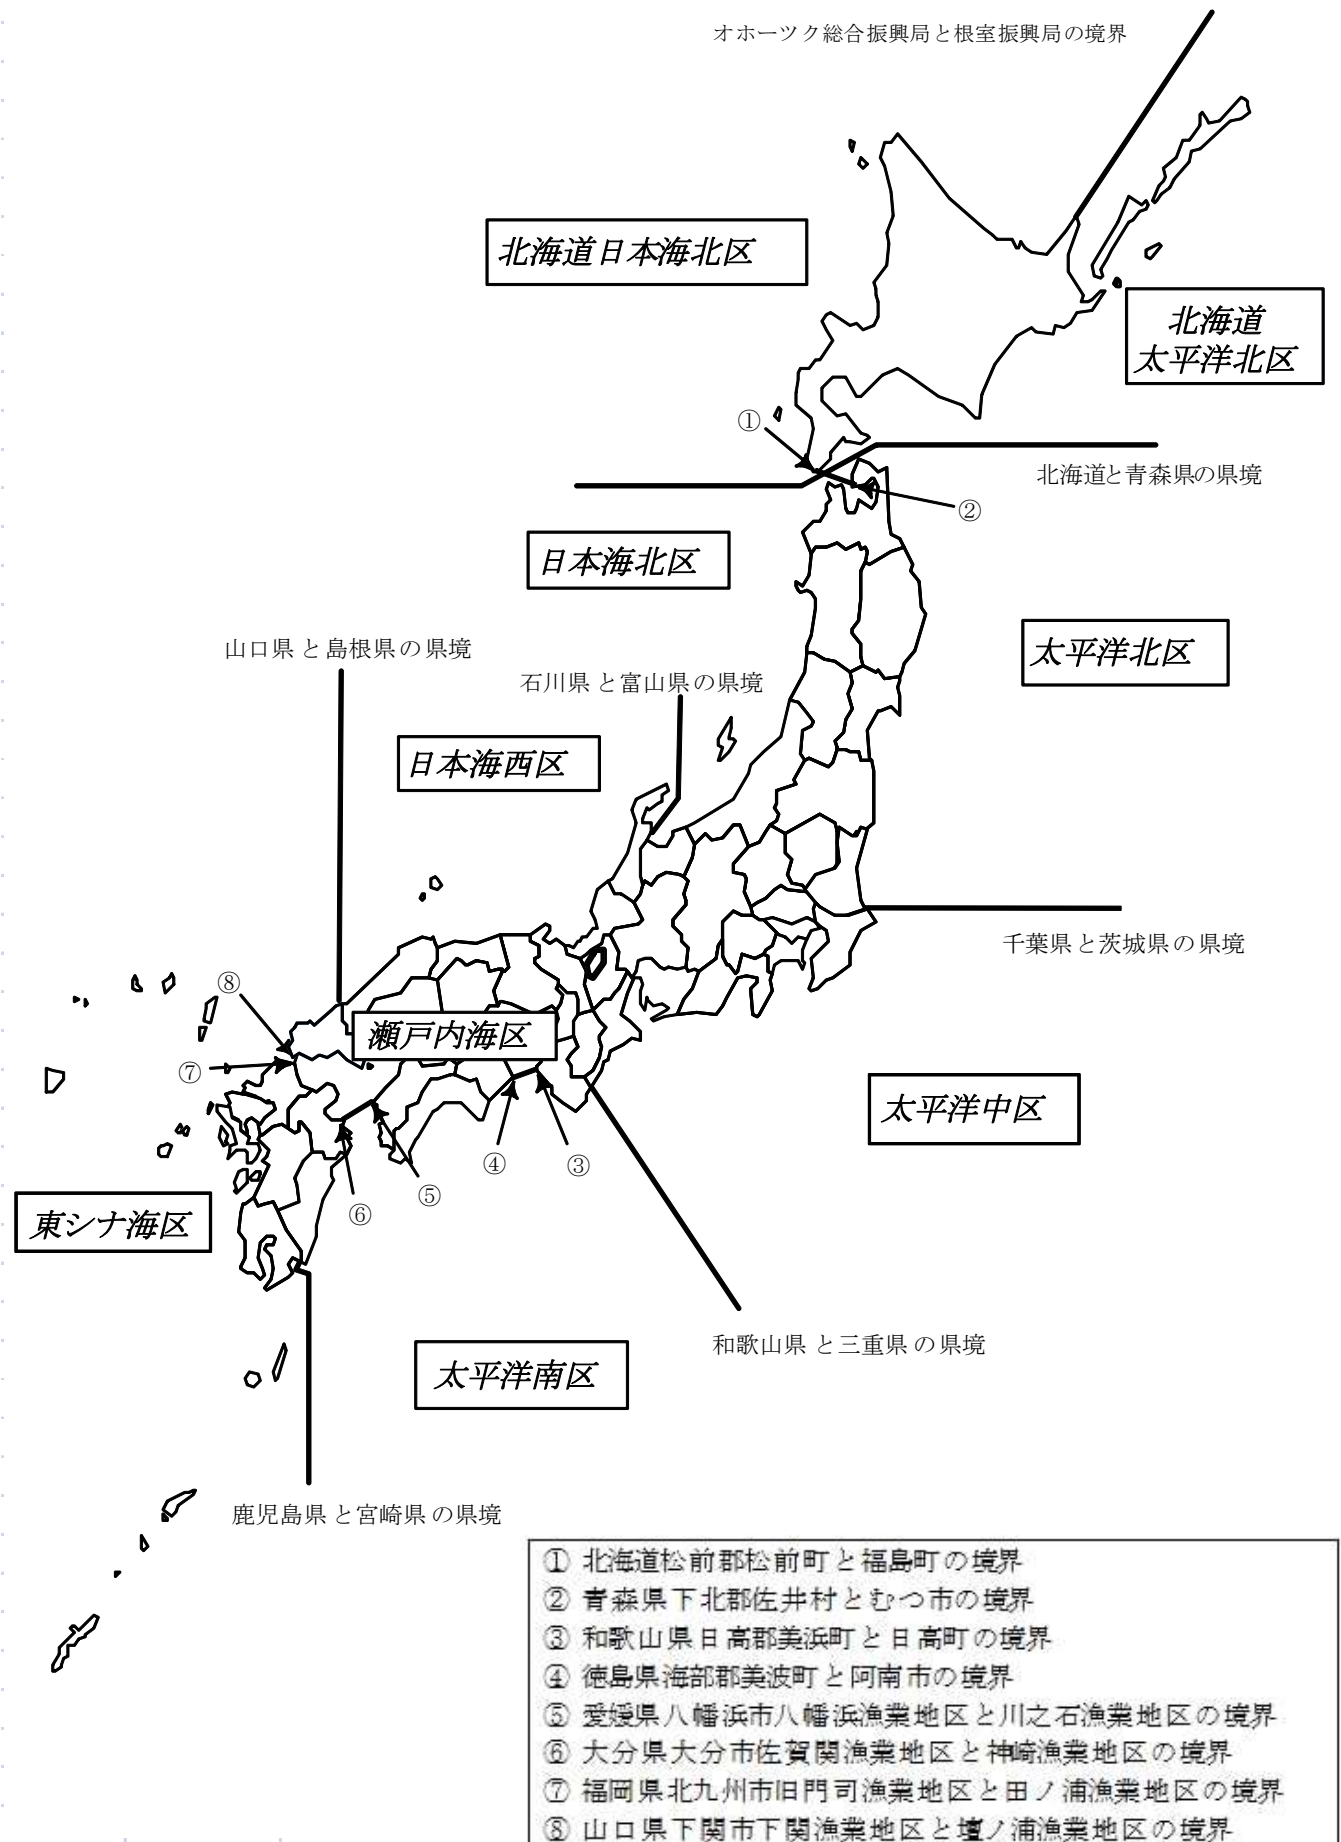 オホーツク総合振興局と根室振興局の境界
北海道日本海北区
北海道
太平洋北区
①
北海道と青森県の県境
②
日本海北区
太平洋北区
山口県と島根県の県境
石川県と富山県の県境
日本海西区
千葉県と茨城県の県境
⑧
瀬戸内海区
⑦
太平洋中区
④
③
⑤
⑥
東シナ海区
和歌山県と三重県の県境
太平洋南区
鹿児島県と宮崎県の県境
① 北海道松前郡松前町と福島町の境界
② 青森県下北郡佐井村とむつ市の境界
③ 和歌山県日高郡美浜町と日高町の境界
④ 徳島県海部郡美波町と阿南市の境界
⑤ 愛媛県八幡浜市八幡浜漁業地区と川之石漁業地区の境界
⑥ 大分県大分市佐賀関漁業地区と神崎漁業地区の境界
⑦ 福岡県北九州市旧門司漁業地区と田ノ浦漁業地区の境界
⑧ 山口県下関市下関漁業地区と壇ノ浦漁業地区の境界